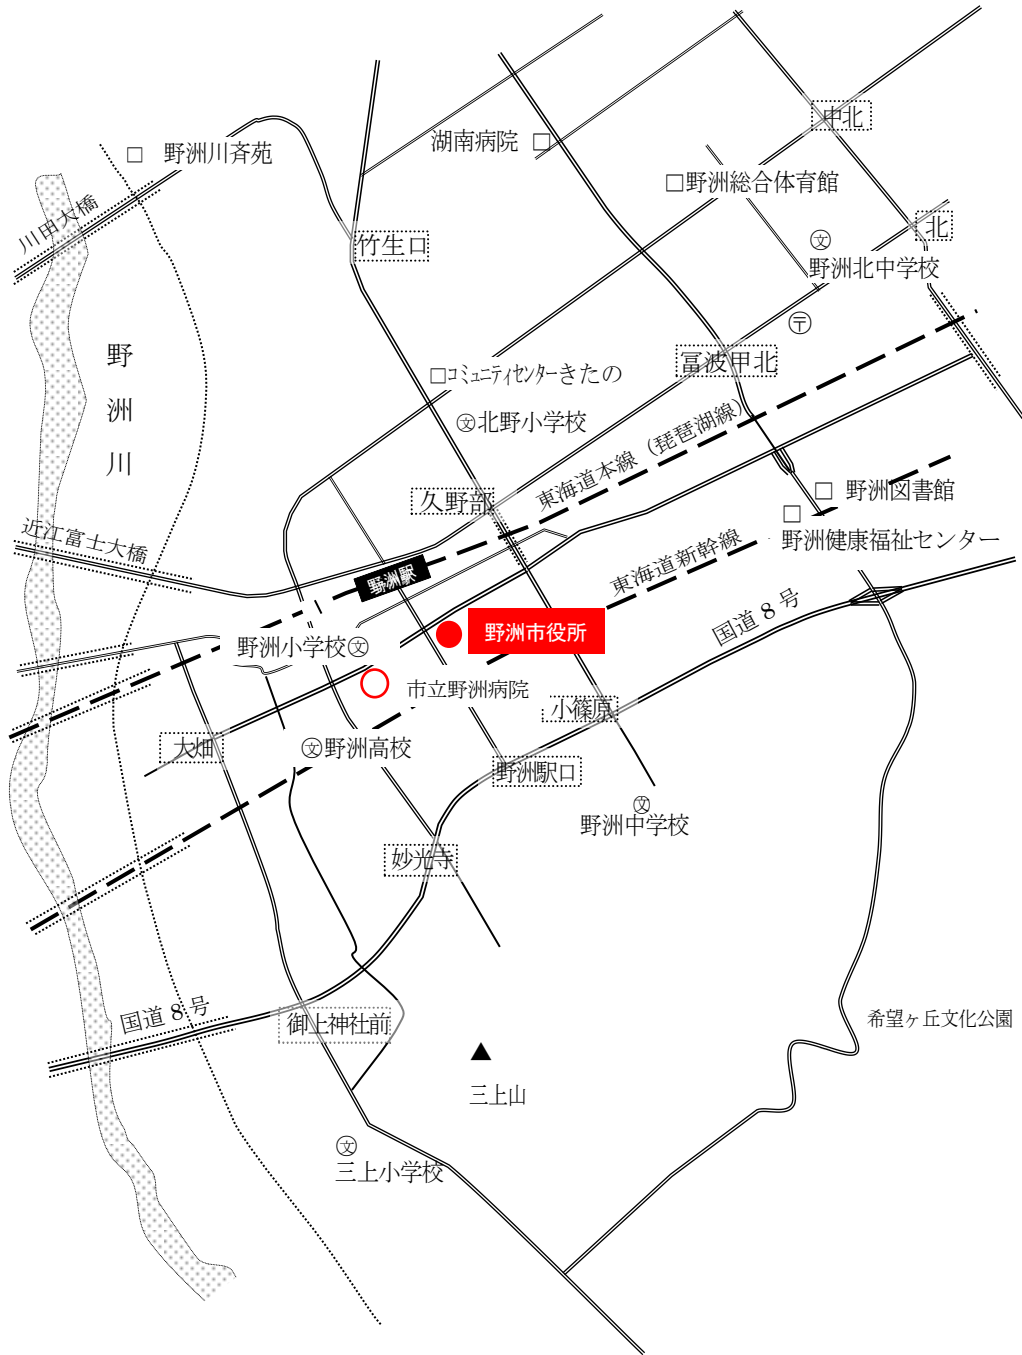 中北
湖南病院
野洲川斉苑
野洲総合体育館
川田大橋
北
竹生口
文
野洲北中学校
〒
野
洲
川
冨波甲北
コミュニティセンターきたの
文北野小学校
東海道本線（琵琶湖線）
久野部
野洲図書館
近江富士大橋
野洲健康福祉センター
東海道新幹線
野洲駅
国道8号
野洲市役所
野洲小学校文
市立野洲病院
小篠原
大畑
文野洲高校
野洲駅口
文
野洲中学校
妙光寺
国道8号
御上神社前
希望ヶ丘文化公園
三上山
文
三上小学校